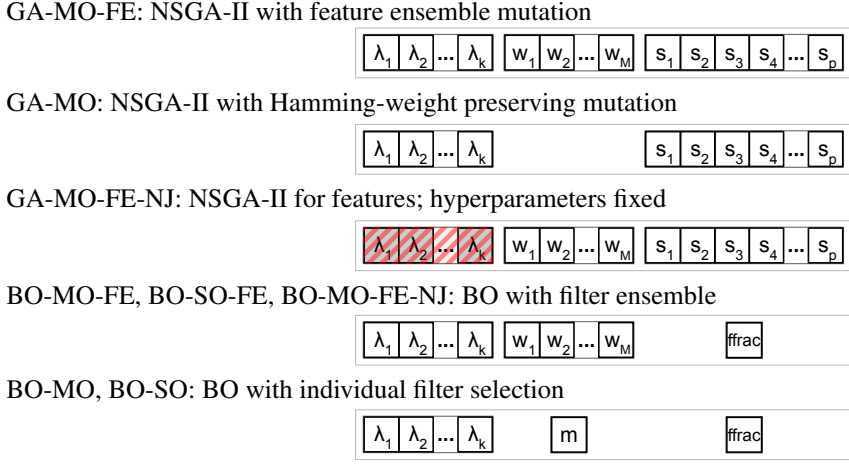 GA-MO-FE: NSGA-II with feature ensemble mutation
λ1 λ2 ... λk w1 w2 ... wM s1 s2 s3 s4 ... sp
GA-MO: NSGA-II with Hamming-weight preserving mutation
λ1 λ2 ... λk s1 s2 s3 s4 ... sp
GA-MO-FE-NJ: NSGA-II for features; hyperparameters fixed
λ1 λ2 ... λk w1 w2 ... wM s1 s2 s3 s4 ... sp
BO-MO-FE, BO-SO-FE, BO-MO-FE-NJ: BO with filter ensemble
λ1 λ2 ... λk w1 w2 ... wM ffrac
BO-MO, BO-SO: BO with individual filter selection
λ1 λ2 ... λk m ffrac